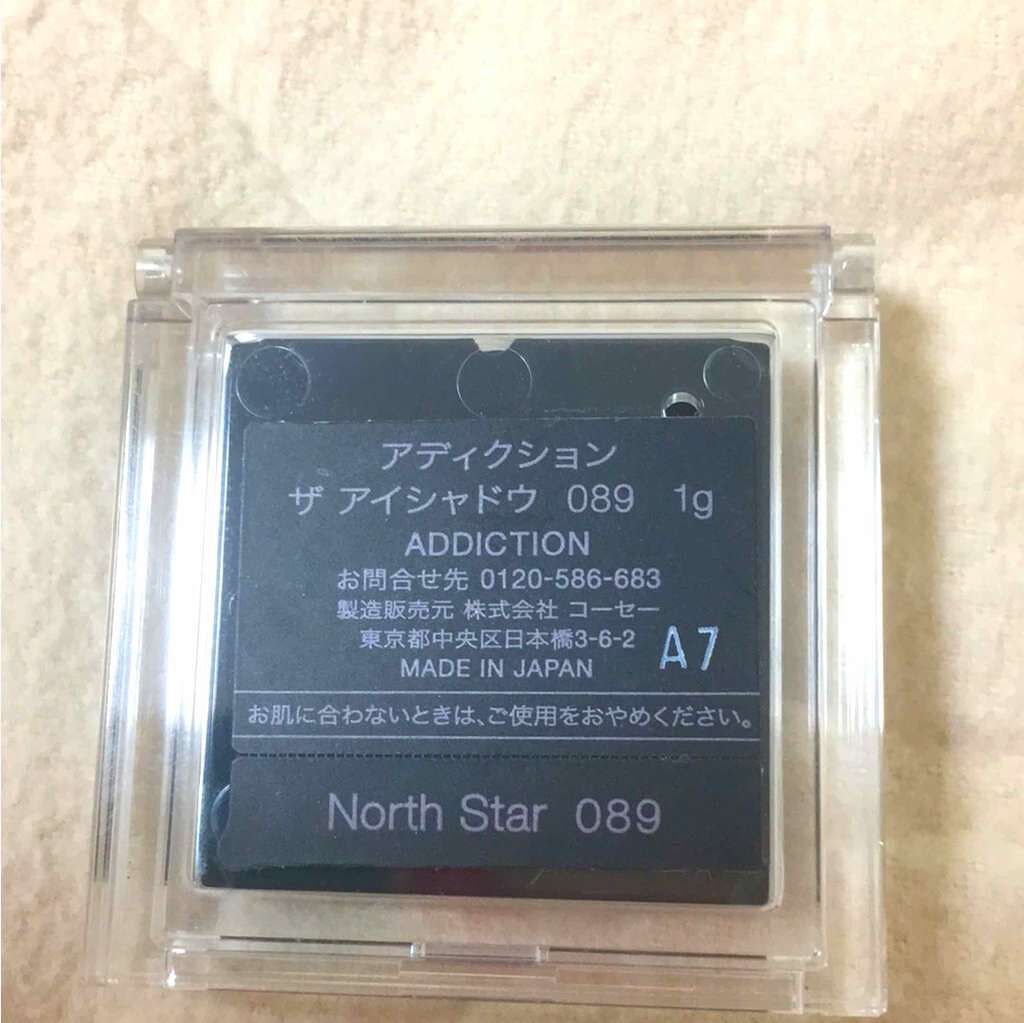 アディクション
ザ アイシャドウ 089 1g
ADDICTION
お問合せ先 0120-586-683
製造販売元 株式会社 コーセー
東京都中央区日本橋3-6-2
A7
MADE IN JAPAN
お肌に合わないときは、ご使用をおやめください。
North Star 089